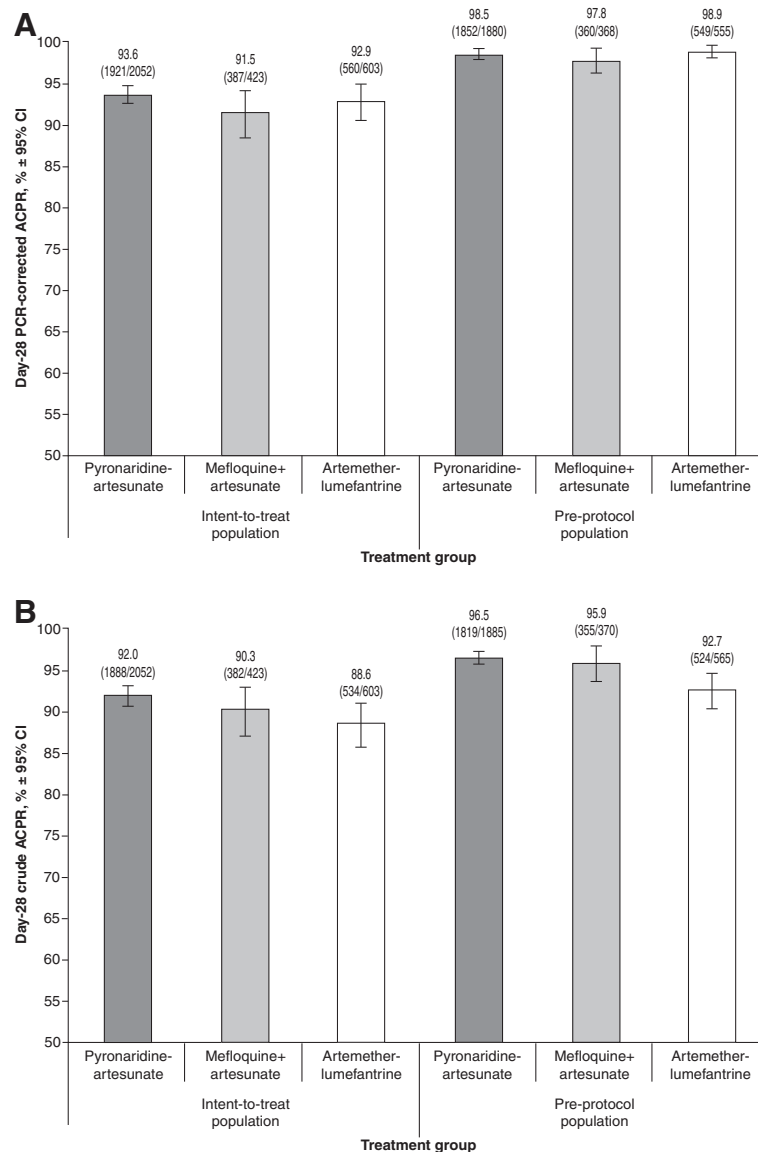 A
Day-28 PCR-corrected ACPR, % ± 95% CI
100
95
90
85
80
75
70
65
60
55
50
93.6
(1921/2052)
91.5
(387/423)
92.9
(560/603)
98.5
(1852/1880)
97.8
(360/368)
98.9
(549/555)
Pyronaridine-
artesunate
Mefloquine+
artesunate
Artemether-
lumefantrine
Pyronaridine-
artesunate
Mefloquine+
artesunate
Artemether-
lumefantrine
Intent-to-treat
population
Pre-protocol
population
Treatment group
B
Day-28 crude ACPR, % ± 95% CI
100
95
90
85
80
75
70
65
60
55
50
92.0
(1888/2052)
90.3
(382/423)
88.6
(534/603)
96.5
(1819/1885)
95.9
(355/370)
92.7
(524/565)
Pyronaridine-
artesunate
Mefloquine+
artesunate
Artemether-
lumefantrine
Pyronaridine-
artesunate
Mefloquine+
artesunate
Artemether-
lumefantrine
Intent-to-treat
population
Pre-protocol
population
Treatment group